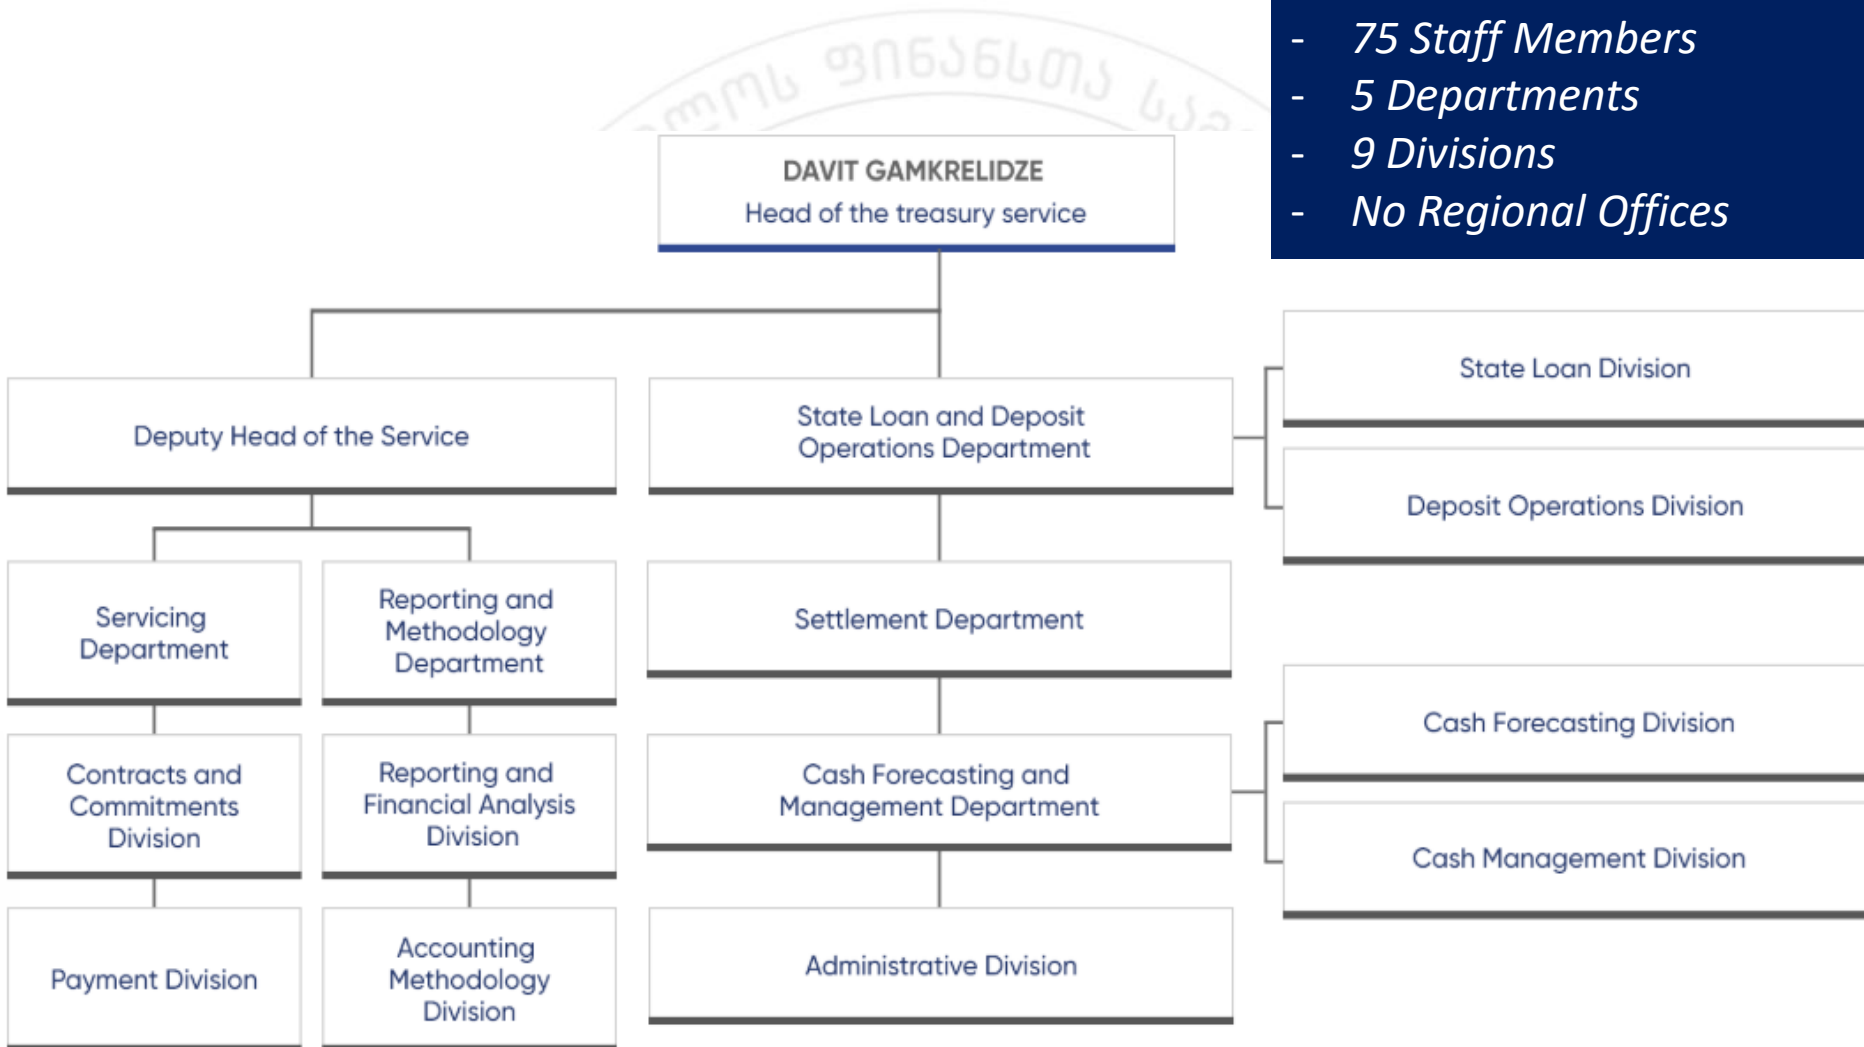 ლოს ფინანსთა სამ
- 75 Staff Members
- 5 Departments
- 9 Divisions
- No Regional Offices
DAVIT GAMKRELIDZE
Head of the treasury service
Deputy Head of the Service
State Loan and Deposit
Operations Department
State Loan Division
Deposit Operations Division
Servicing
Department
Reporting and
Methodology
Department
Settlement Department
Contracts and
Commitments
Division
Reporting and
Financial Analysis
Division
Cash Forecasting and
Management Department
Cash Forecasting Division
Cash Management Division
Payment Division
Accounting
Methodology
Division
Administrative Division